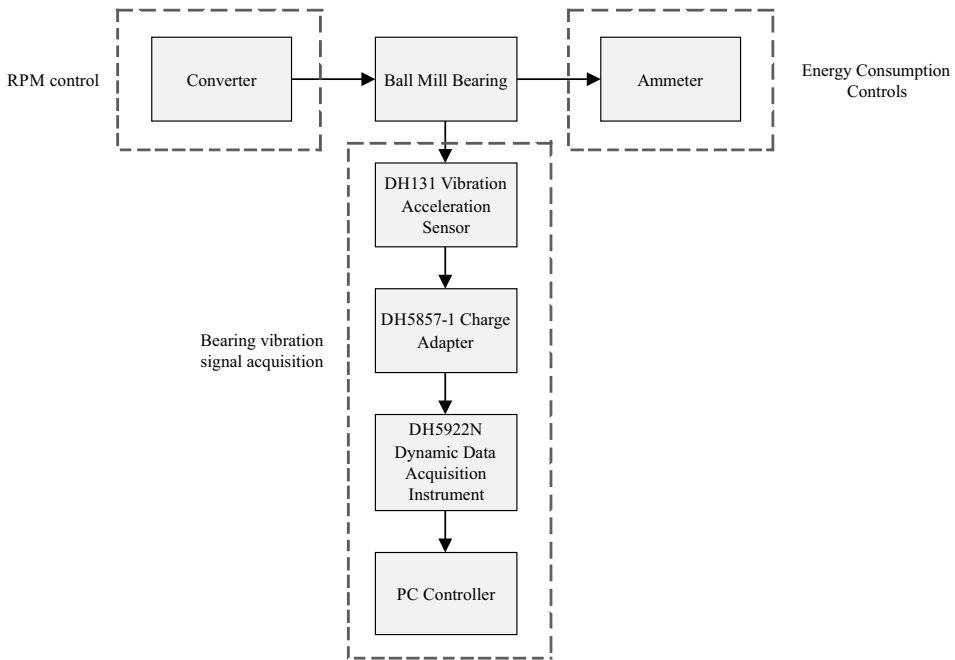 RPM control
Converter
Ball Mill Bearing
Ammeter
Energy Consumption
Controls
DH131 Vibration
Acceleration
Sensor
DH5857-1 Charge
Adapter
Bearing vibration
signal acquisition
DH5922N
Dynamic Data
Acquisition
Instrument
PC Controller